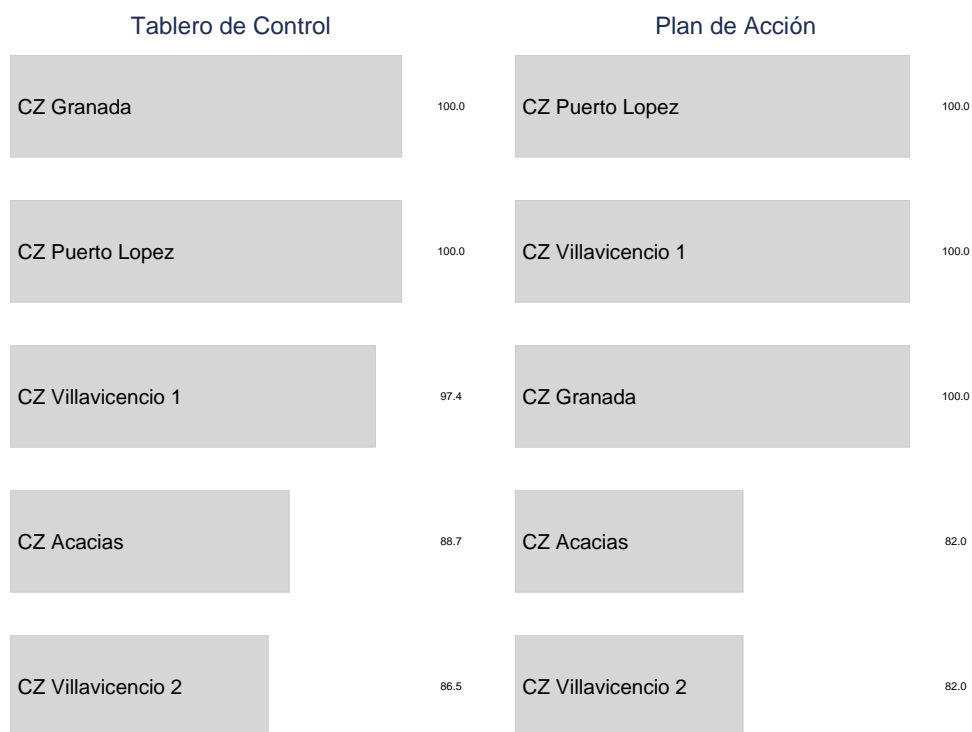 Tablero de Control
CZ Granada 100.0
CZ Puerto Lopez 100.0
CZ Villavicencio 1 97.4
CZ Acacias 88.7
CZ Villavicencio 2 86.5
Plan de Acción
CZ Puerto Lopez 100.0
CZ Villavicencio 1 100.0
CZ Granada 100.0
CZ Acacias 82.0
CZ Villavicencio 2 82.0